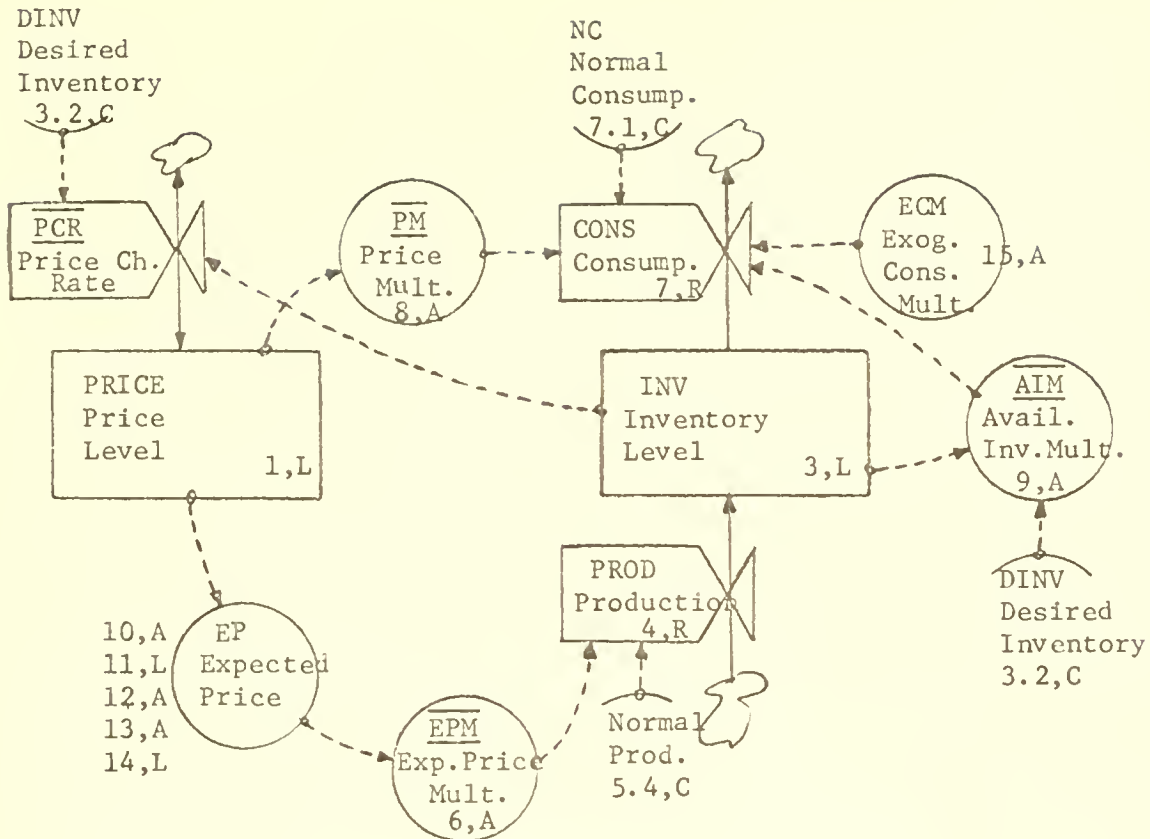 DINV
Desired
Inventory
3.2,C
NC
Normal
Consump.
7.1,C
PCR
Price Ch.
Rate
PM
Price
Mult.
8,A
CONS
Consump.
7,R
ECM
Exog.
Cons.
Mult.
15,A
PRICE
Price
Level
1,L
INV
Inventory
Level
3,L
AIM
Avail.
Inv.Mult.
9,A
PROD
Production
4,R
DINV
Desired
Inventory
3.2,C
10,A
11,L
12,A
13,A
14,L
EP
Expected
Price
EPM
Exp.Price
Mult.
6,A
Normal
Prod.
5.4,C